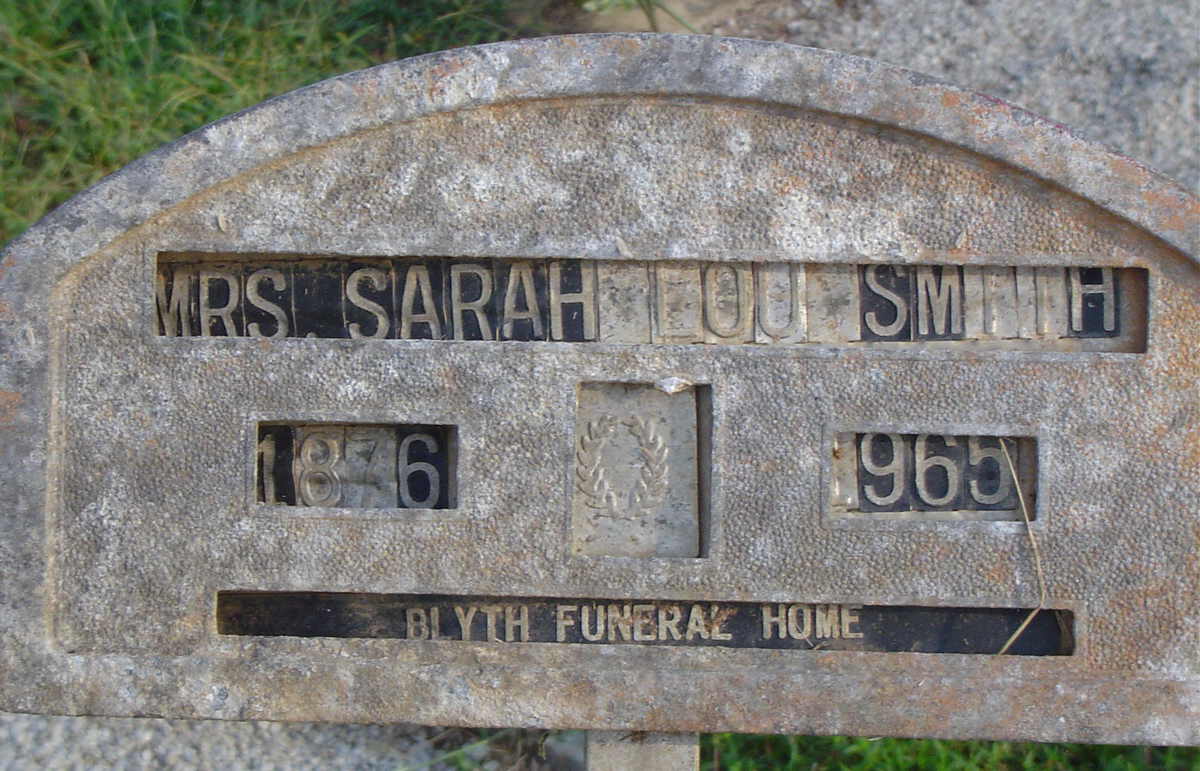 MRS. SARAH LOU SMITH
1876 1965
BLYTH FUNERAL HOME